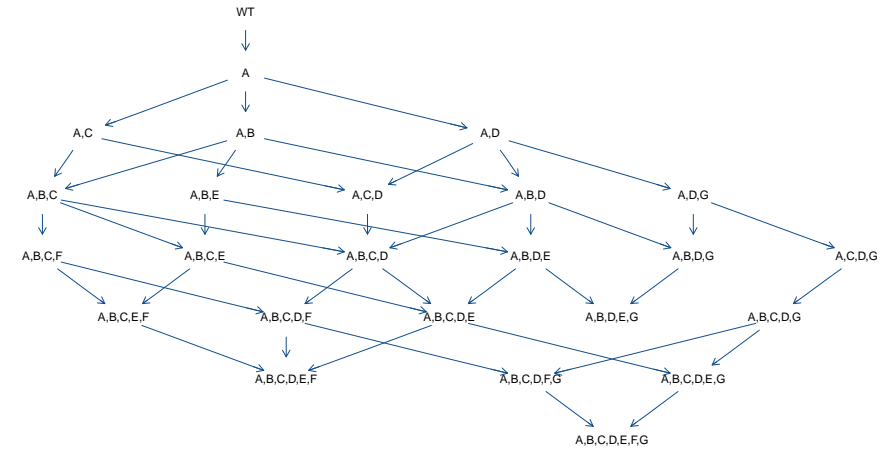 WT
A
A,C
A,B
A,D
A,B,C
A,B,E
A,C,D
A,B,D
A,D,G
A,B,C,F
A,B,C,E
A,B,C,D
A,B,D,E
A,B,D,G
A,C,D,G
A,B,C,E,F
A,B,C,D,F
A,B,C,D,E
A,B,D,E,G
A,B,C,D,G
A,B,C,D,E,F
A,B,C,D,F,G
A,B,C,D,E,G
A,B,C,D,E,F,G